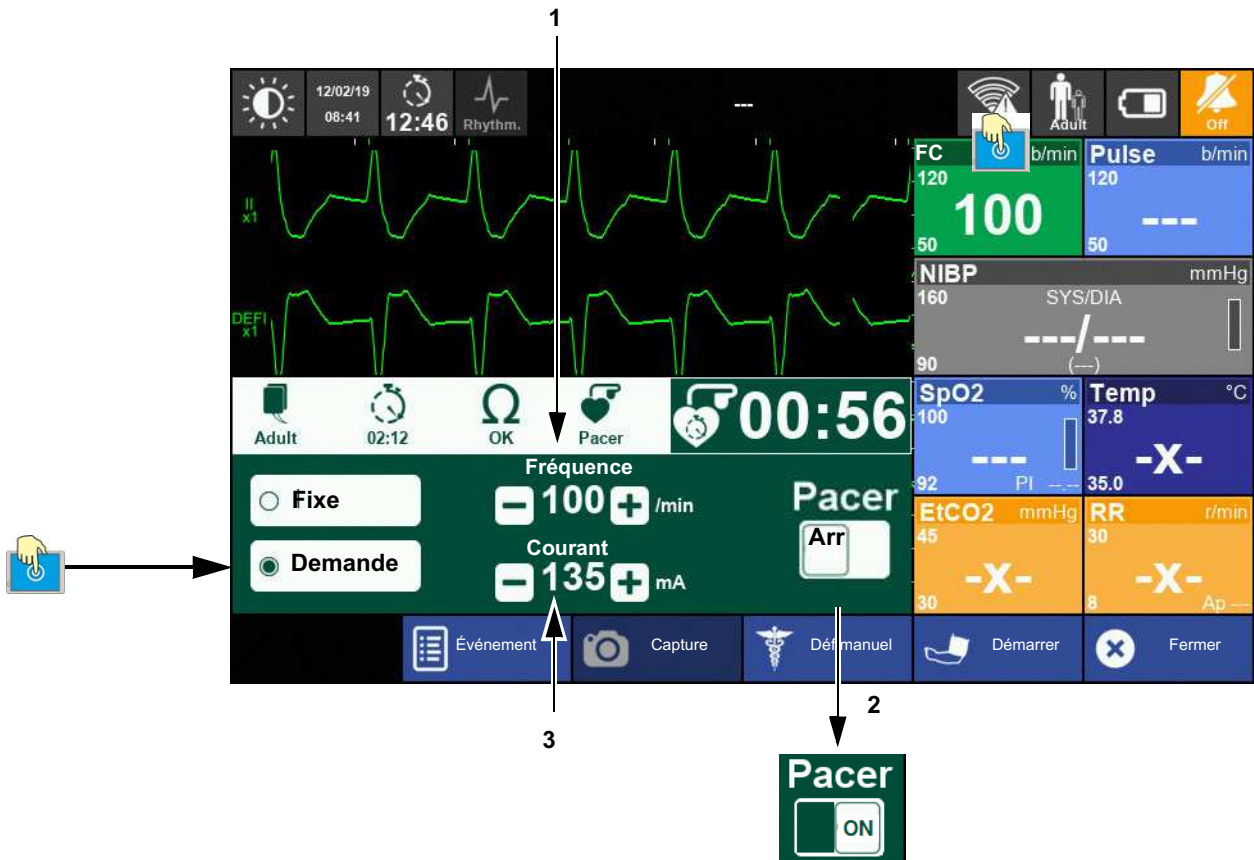 1
12/02/19
08:41
12:46
Rhythm.
---
Adult
Off
II
x1
DEFI
x1
FC b/min
120
100
50
Pulse b/min
120
---
50
NIBP mmHg
160 SYS/DIA
---/---
90 (---)
SpO2 %
100
---
92 PI --.--
Temp °C
37.8
-X-
35.0
EtCO2 mmHg
45
-X-
30
RR r/min
30
-X-
8 Ap ---
Adult
02:12
OK
Pacer
00:56
Fixe
Demande
Fréquence
- 100 + /min
Courant
- 135 + mA
Pacer
Arr
Événement
Capture
Défi manuel
Démarrer
Fermer
3
2
Pacer
ON